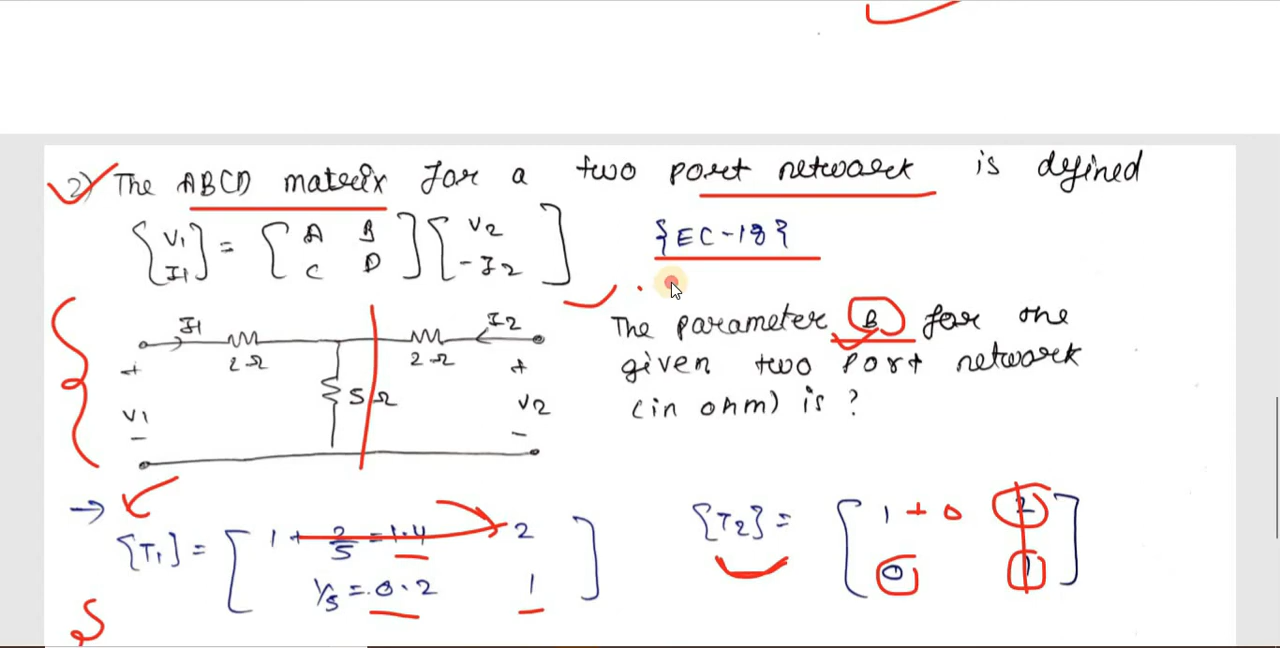 2) The ABCD matrix for a two port network is defined
[V1 I1] = [A B C D] [V2 -I2]
{EC-18}
I1 2Ω 2Ω I2
+ 5Ω +
V1 V2
- -
The parameter B for the
given two port network
(in ohm) is ?
→ [T1] = [1 + 2/5 = 1.4 2
1/5 = 0.2 1]
[T2] = [1 + 0 2
0 1]